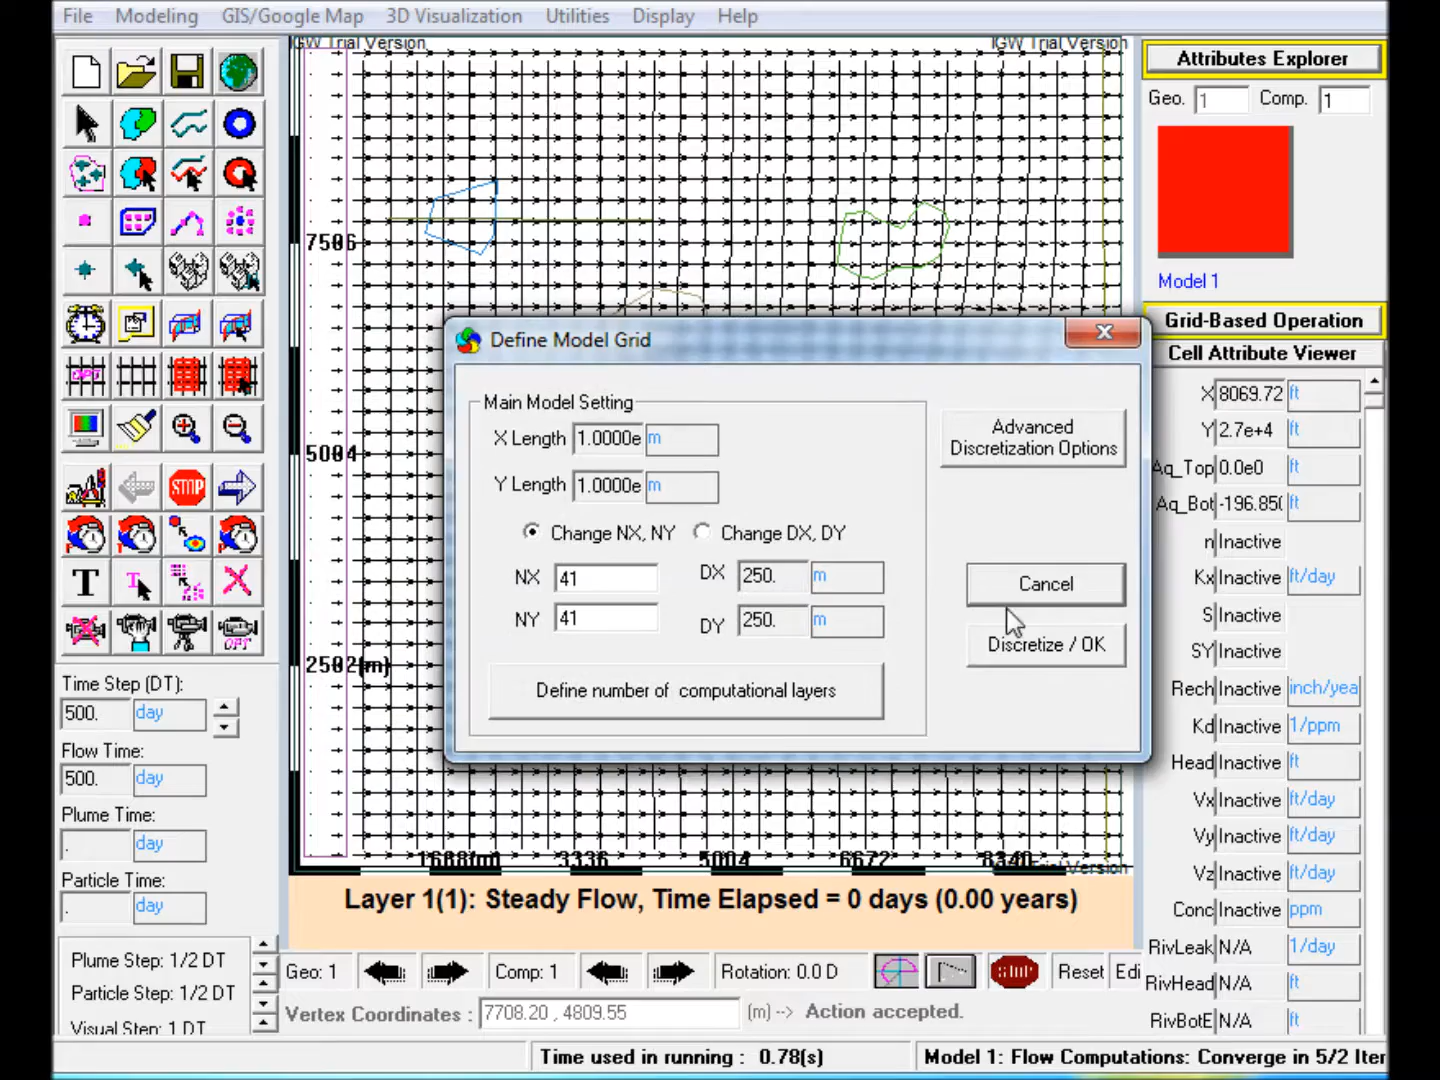 File Modeling GIS/Google Map 3D Visualization Utilities Display Help
IGW Trial Version
IGW Trial Version
Attributes Explorer
Geo. 1 Comp. 1
Model 1
Grid-Based Operation
Cell Attribute Viewer
X 8069.72 ft
Y 2.7e+4 ft
Aq_Top 0.0e0 ft
Aq_Bot -196.850 ft
n Inactive
Kx Inactive ft/day
S Inactive
SY Inactive
Rech Inactive inch/yea
Kd Inactive 1/ppm
Head Inactive ft
Vx Inactive ft/day
Vy Inactive ft/day
Vz Inactive ft/day
Conc Inactive ppm
RivLeak N/A 1/day
RivHead N/A ft
RivBotE N/A ft
7506
5004
2502(m)
1668(m) 3336 5004 6672 8340
Trial Version
Define Model Grid
Main Model Setting
X Length 1.0000e m
Y Length 1.0000e m
Change NX, NY Change DX, DY
NX 41 DX 250. m
NY 41 DY 250. m
Define number of computational layers
Advanced
Discretization Options
Cancel
Discretize / OK
OPT
STOP
T
OPT
Time Step (DT):
500. day
Flow Time:
500. day
Plume Time:
. day
Particle Time:
. day
Plume Step: 1/2 DT
Particle Step: 1/2 DT
Visual Step: 1 DT
Layer 1(1): Steady Flow, Time Elapsed = 0 days (0.00 years)
Geo: 1 Comp: 1 Rotation: 0.0 D STOP Reset Edi
Vertex Coordinates : 7708.20 , 4809.55 (m) --> Action accepted.
Time used in running : 0.78(s) Model 1: Flow Computations: Converge in 5/2 Iter